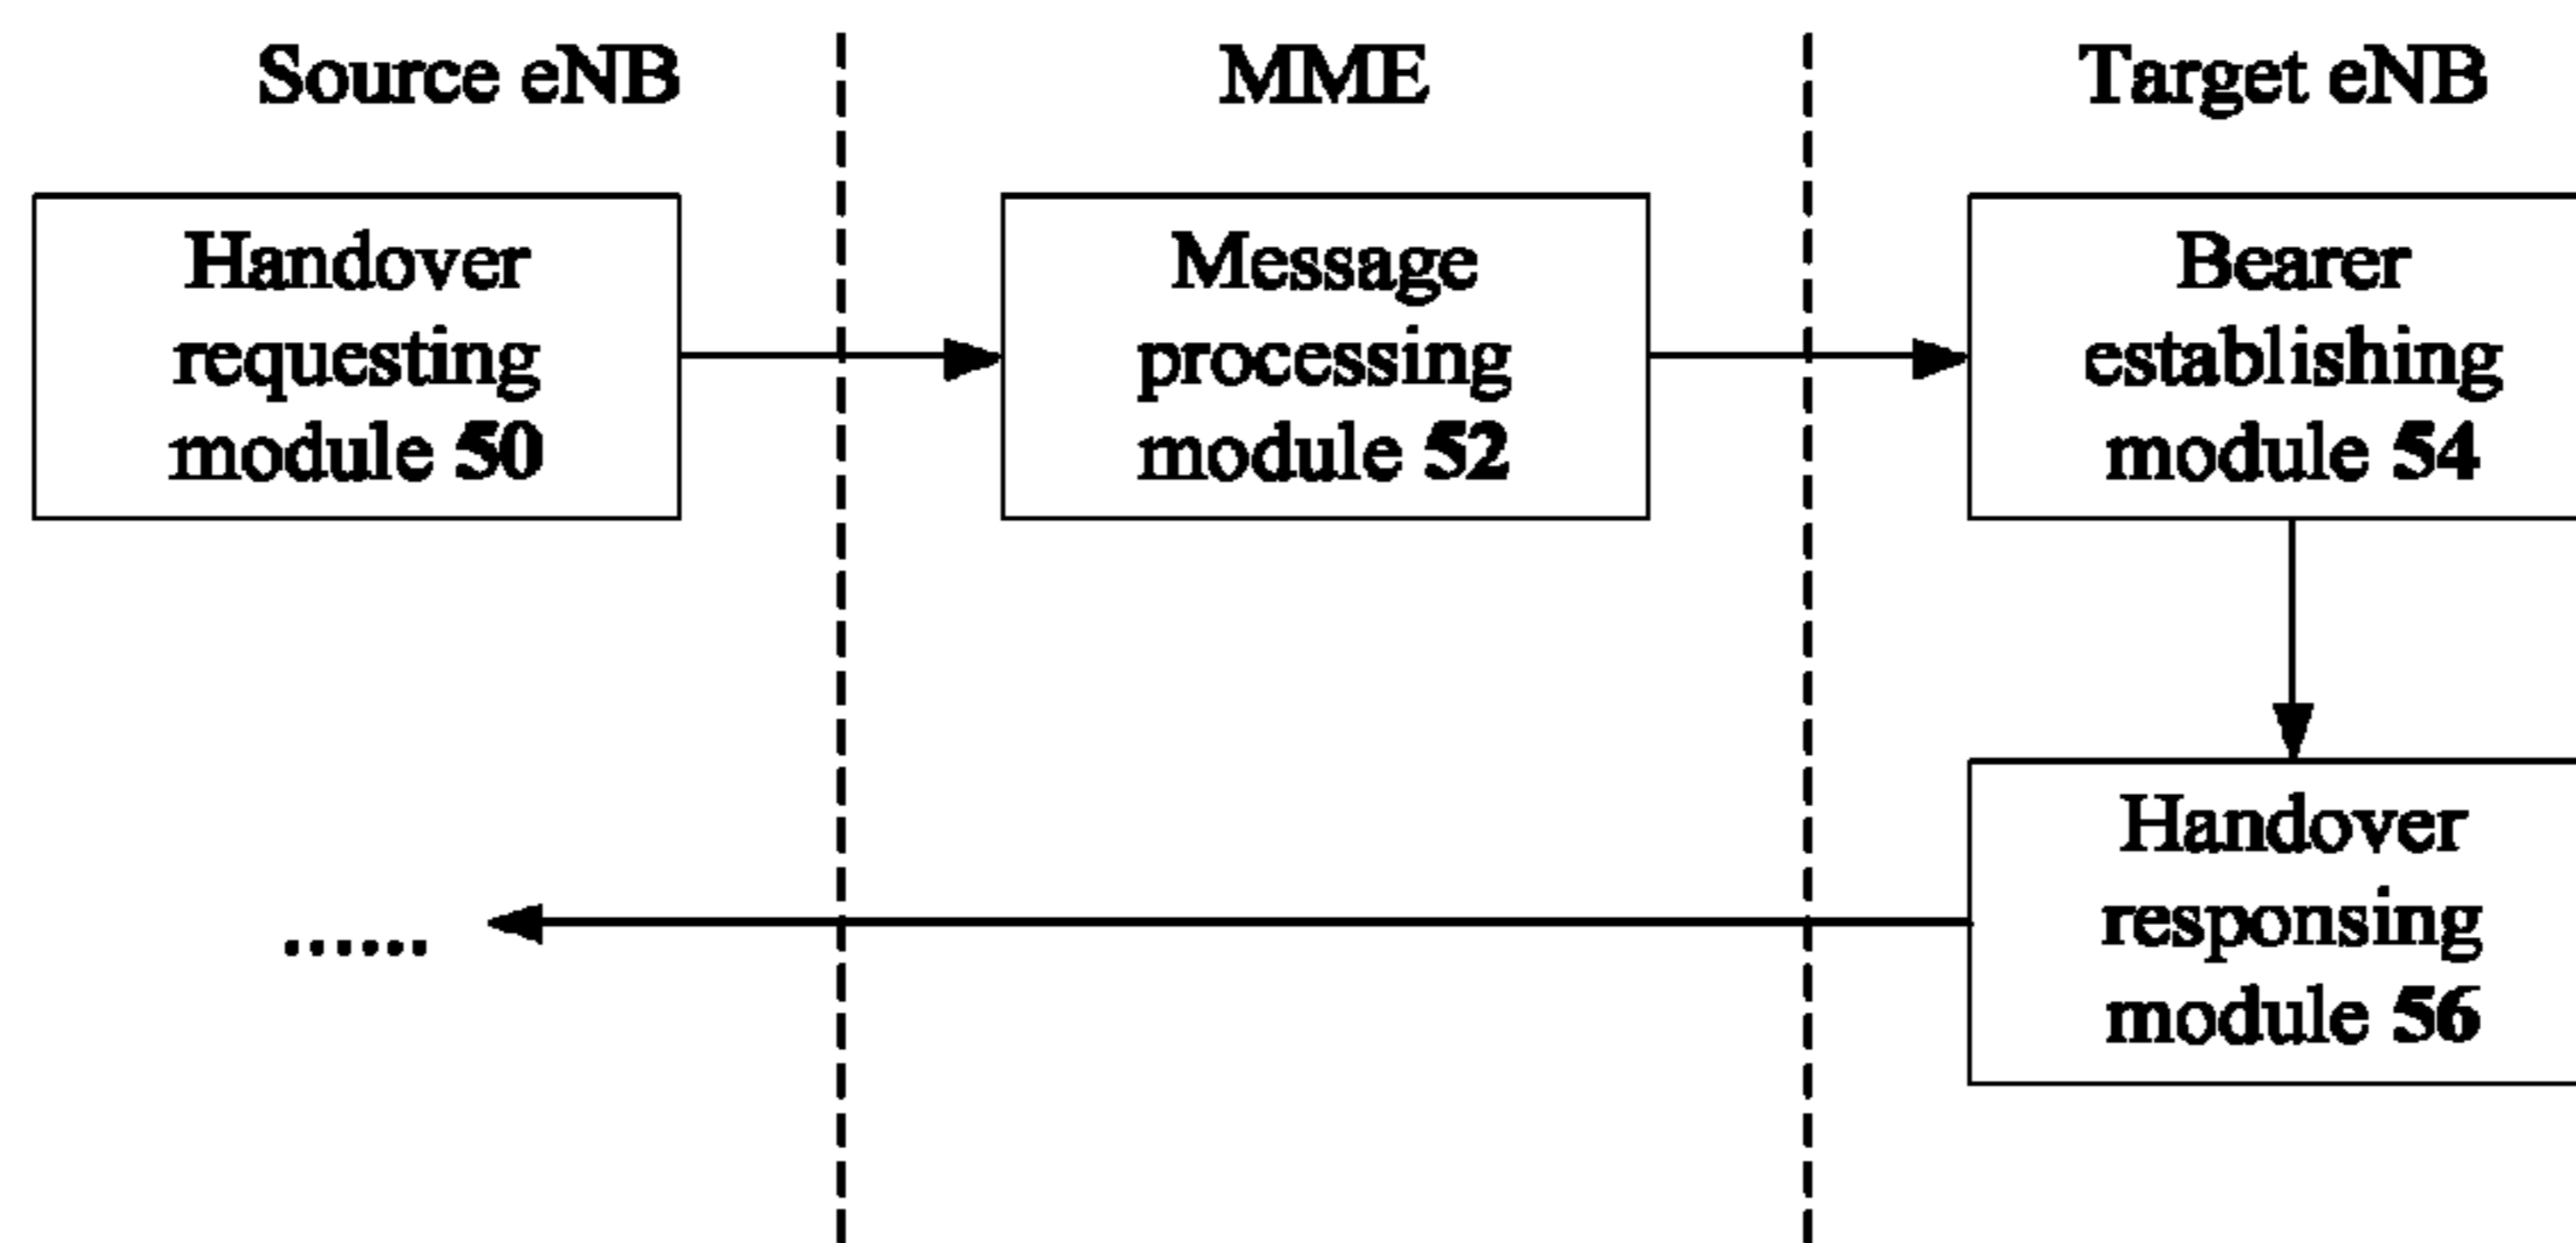 Source eNB
MME
Target eNB
Handover
requesting
module 50
Message
processing
module 52
Bearer
establishing
module 54
Handover
responsing
module 56
......